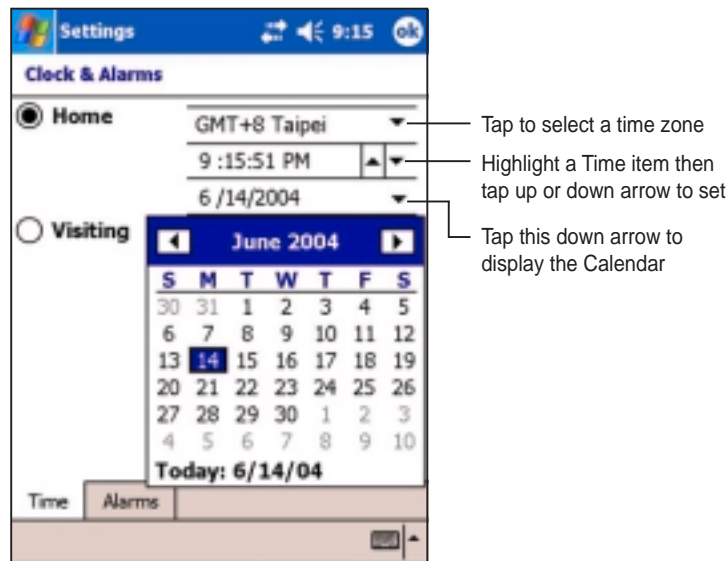 Settings 9:15 ok
Clock & Alarms
Home
GMT+8 Taipei
9 :15:51 PM
6 /14/2004
Tap to select a time zone
Highlight a Time item then
tap up or down arrow to set
Tap this down arrow to
display the Calendar
Visiting
June 2004
S M T W T F S
30 31 1 2 3 4 5
6 7 8 9 10 11 12
13 14 15 16 17 18 19
20 21 22 23 24 25 26
27 28 29 30 1 2 3
4 5 6 7 8 9 10
Today: 6/14/04
Time Alarms